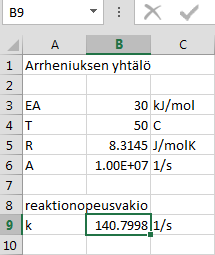 B9
A B C
1 Arrheniuksen yhtälö
2
3 EA 30 kJ/mol
4 T 50 C
5 R 8.3145 J/molK
6 A 1.00E+07 1/s
7
8 reaktionopeusvakio
9 k 140.7998 1/s
10